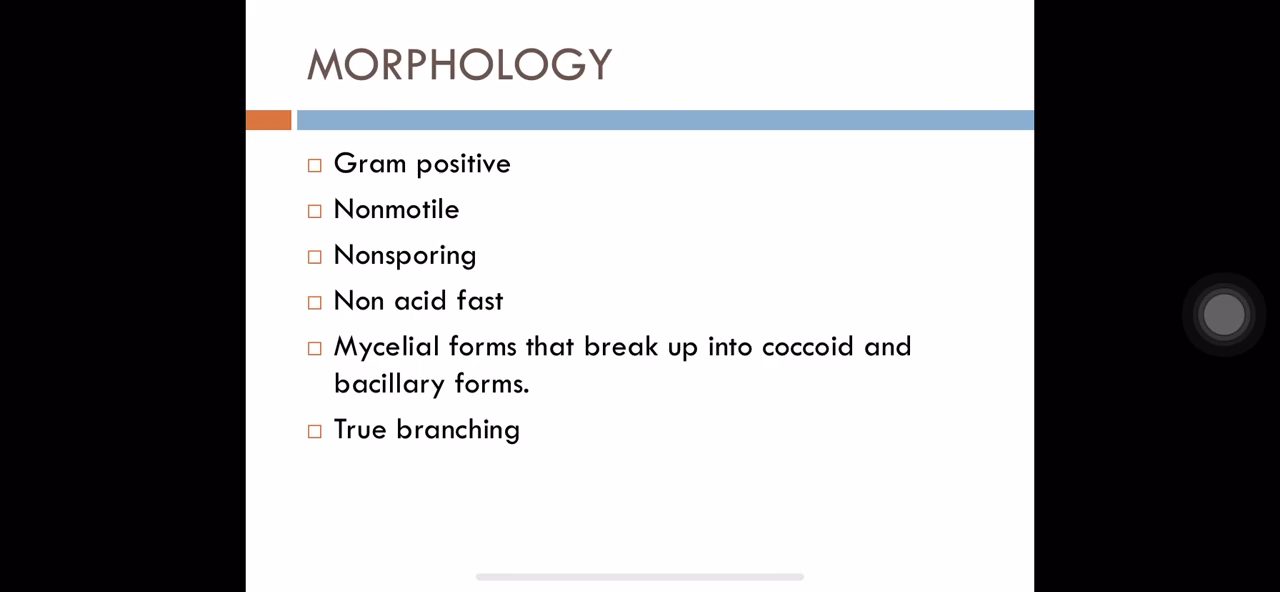 MORPHOLOGY
Gram positive
Nonmotile
Nonsporing
Non acid fast
Mycelial forms that break up into coccoid and
bacillary forms.
True branching